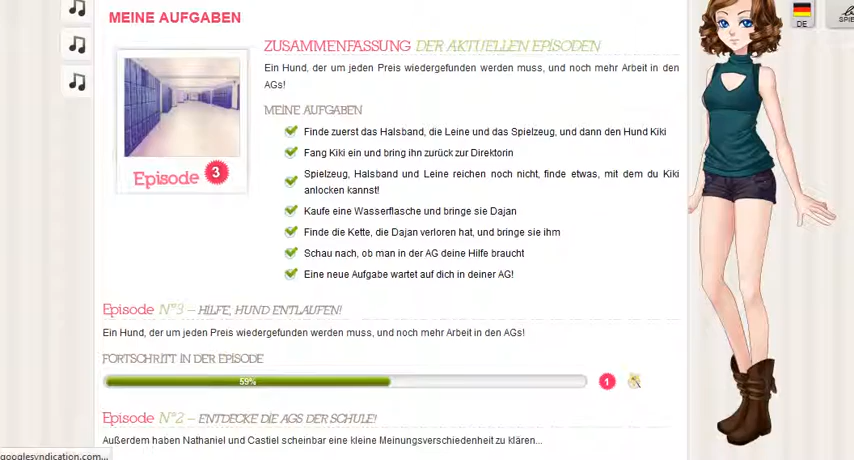 MEINE AUFGABEN
DE
SPIE
ZUSAMMENFASSUNG DER AKTUELLEN EPISODEN
Ein Hund, der um jeden Preis wiedergefunden werden muss, und noch mehr Arbeit in den
AGs!
MEINE AUFGABEN
Finde zuerst das Halsband, die Leine und das Spielzeug, und dann den Hund Kiki
Fang Kiki ein und bring ihn zurück zur Direktorin
Spielzeug, Halsband und Leine reichen noch nicht, finde etwas, mit dem du Kiki
anlocken kannst!
Episode 3
Kaufe eine Wasserflasche und bringe sie Dajan
Finde die Kette, die Dajan verloren hat, und bringe sie ihm
Schau nach, ob man in der AG deine Hilfe braucht
Eine neue Aufgabe wartet auf dich in deiner AG!
Episode N°3 – HILFE, HUND ENTLAUFEN!
Ein Hund, der um jeden Preis wiedergefunden werden muss, und noch mehr Arbeit in den AGs!
FORTSCHRITT IN DER EPISODE
59%
1
Episode N°2 – ENTDECKE DIE AGS DER SCHULE!
Außerdem haben Nathaniel und Castiel scheinbar eine kleine Meinungsverschiedenheit zu klären...
googlesyndication.com...